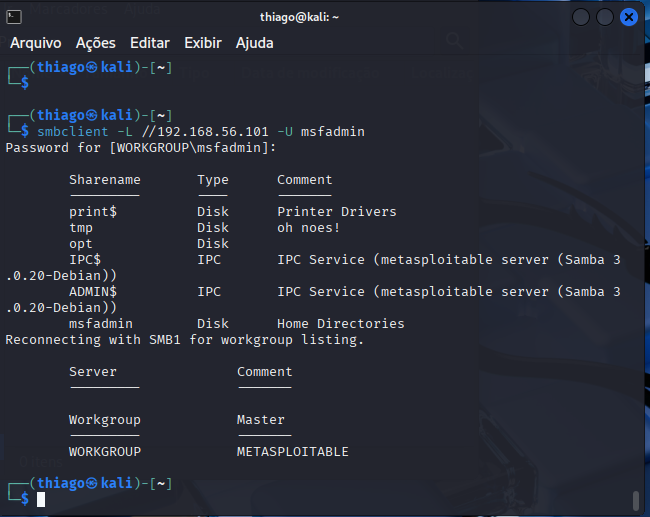 thiago@kali: ~
Arquivo Ações Editar Exibir Ajuda
┌──(thiago㉿kali)-[~]
└─$
┌──(thiago㉿kali)-[~]
└─$ smbclient -L //192.168.56.101 -U msfadmin
Password for [WORKGROUP\msfadmin]:
Sharename Type Comment
--------- ---- -------
print$ Disk Printer Drivers
tmp Disk oh noes!
opt Disk
IPC$ IPC IPC Service (metasploitable server (Samba 3
.0.20-Debian))
ADMIN$ IPC IPC Service (metasploitable server (Samba 3
.0.20-Debian))
msfadmin Disk Home Directories
Reconnecting with SMB1 for workgroup listing.
Server Comment
--------- -------
Workgroup Master
--------- -------
WORKGROUP METASPLOITABLE
┌──(thiago㉿kali)-[~]
└─$